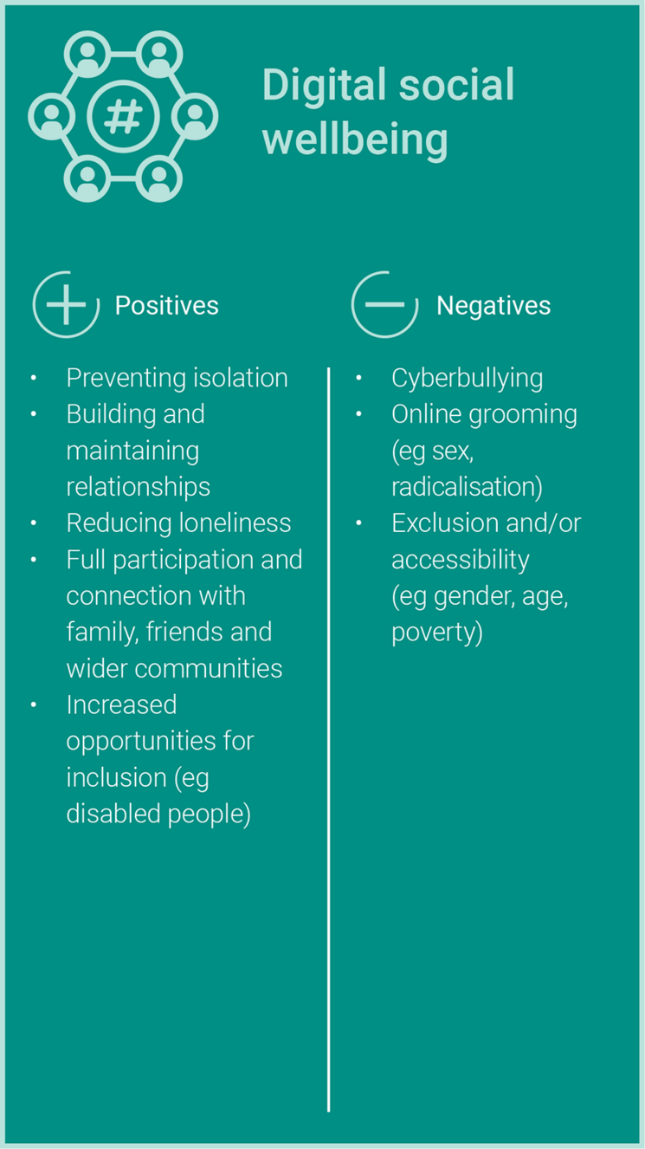 #
Digital social
wellbeing
Positives
• Preventing isolation
• Building and
maintaining
relationships
• Reducing loneliness
• Full participation and
connection with
family, friends and
wider communities
• Increased
opportunities for
inclusion (eg
disabled people)
Negatives
• Cyberbullying
• Online grooming
(eg sex,
radicalisation)
• Exclusion and/or
accessibility
(eg gender, age,
poverty)